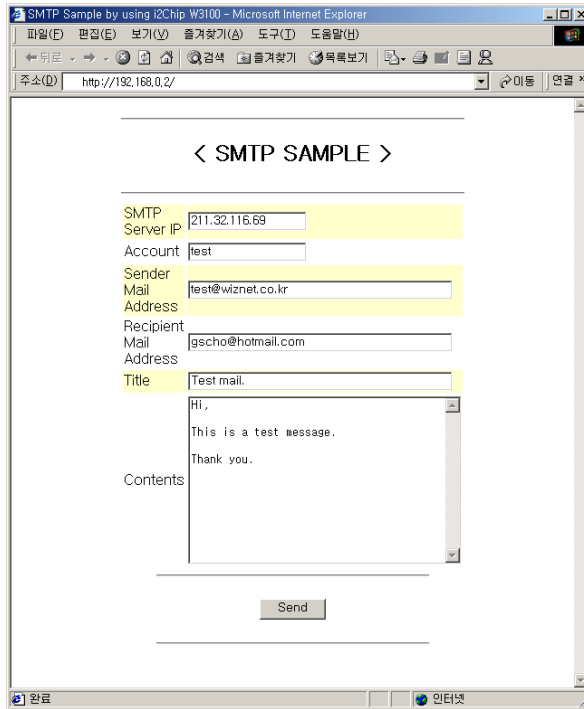 SMTP Sample by using i2Chip W3100 - Microsoft Internet Explorer
파일(F) 편집(E) 보기(V) 즐겨찾기(A) 도구(T) 도움말(H)
뒤로 검색 즐겨찾기 목록보기
주소(D) http://192.168.0.2/ 이동 연결 »
< SMTP SAMPLE >
SMTP
Server IP 211.32.116.69
Account test
Sender
Mail test@wiznet.co.kr
Address
Recipient
Mail gscho@hotmail.com
Address
Title Test mail.
Hi,
This is a test message.
Thank you.
Contents
Send
완료 인터넷